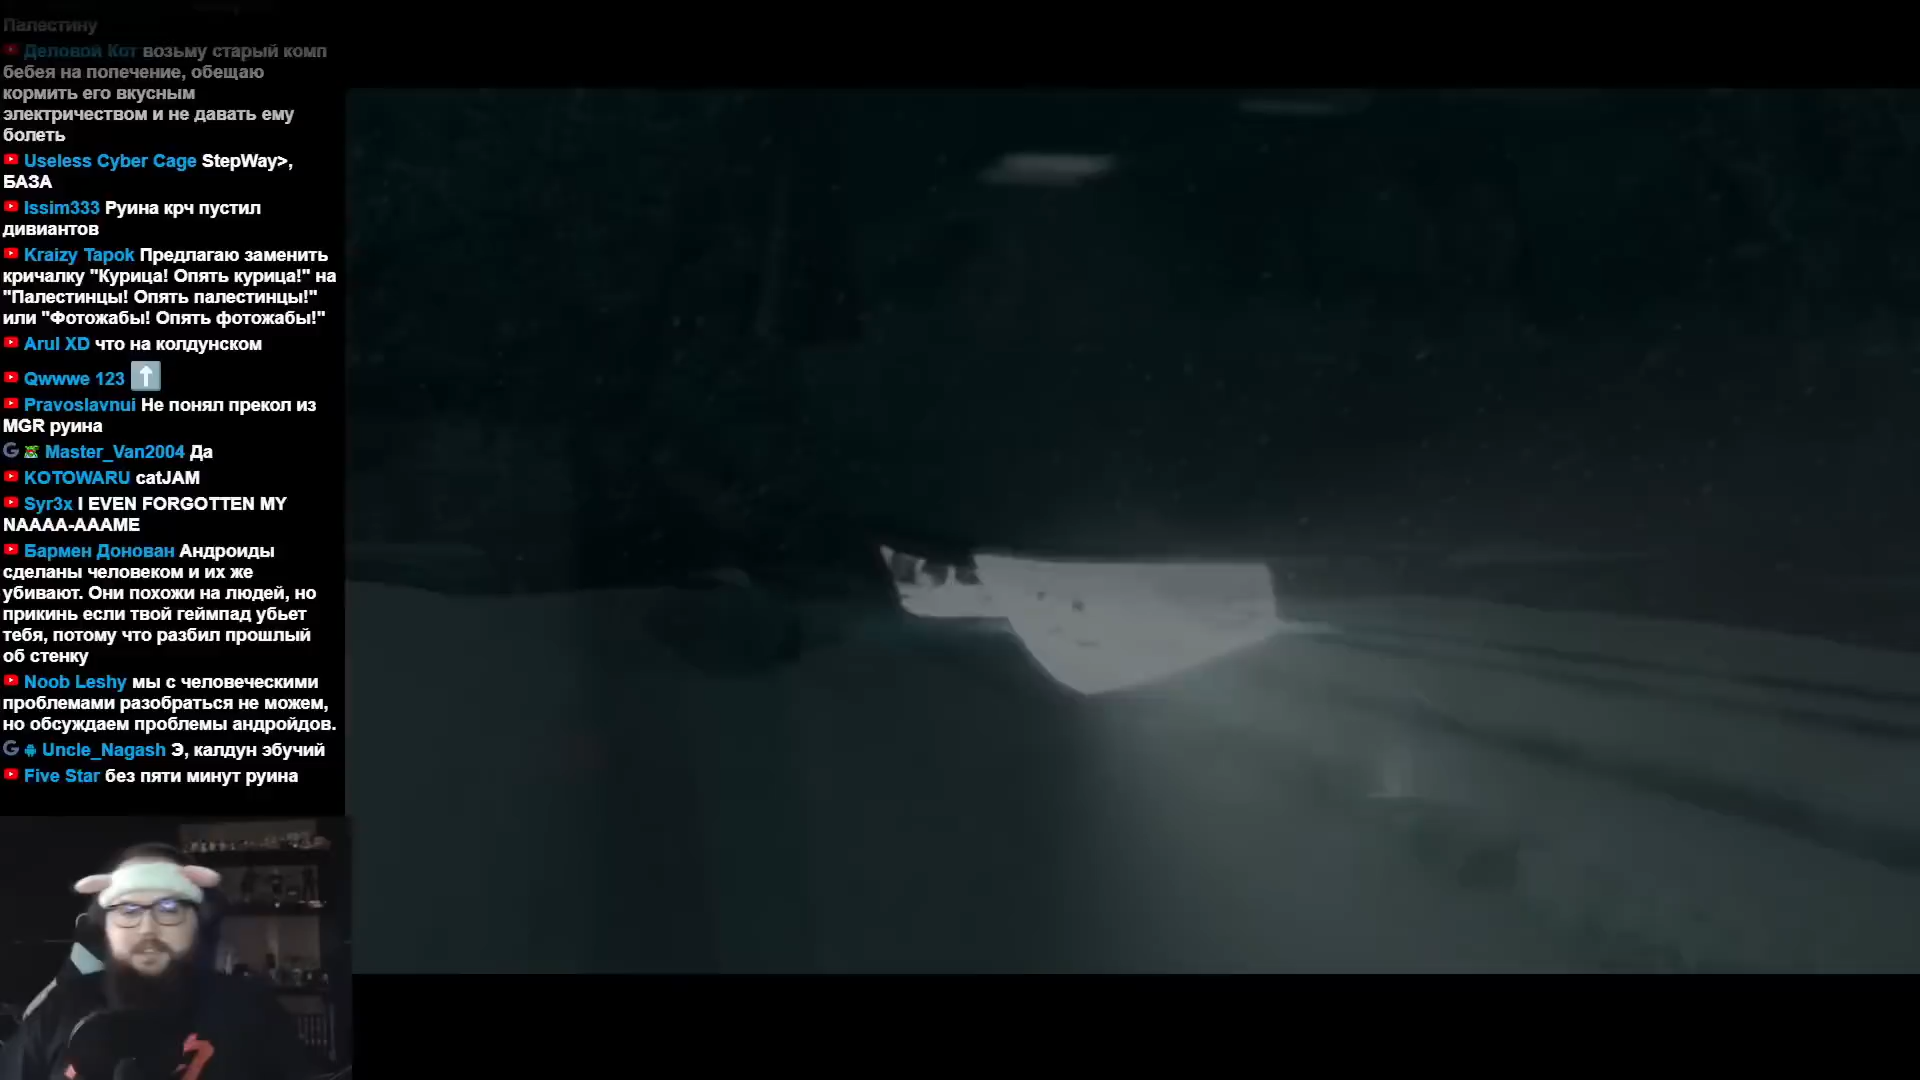 Палестину
Деловой Кот возьму старый комп
бебея на попечение, обещаю
кормить его вкусным
электричеством и не давать ему
болеть
Useless Cyber Cage StepWay>,
БАЗА
Issim333 Руина крч пустил
дивиантов
Kraizy Tapok Предлагаю заменить
кричалку "Курица! Опять курица!" на
"Палестинцы! Опять палестинцы!"
или "Фотожабы! Опять фотожабы!"
Arul XD что на колдунском
Qwwwe 123
Pravoslavnui Не понял прекол из
MGR руина
Master_Van2004 Да
KOTOWARU catJAM
Syr3x I EVEN FORGOTTEN MY
NAAAA-AAAME
Бармен Донован Андроиды
сделаны человеком и их же
убивают. Они похожи на людей, но
прикинь если твой геймпад убьет
тебя, потому что разбил прошлый
об стенку
Noob Leshy мы с человеческими
проблемами разобраться не можем,
но обсуждаем проблемы андройдов.
Uncle_Nagash Э, калдун эбучий
Five Star без пяти минут руина